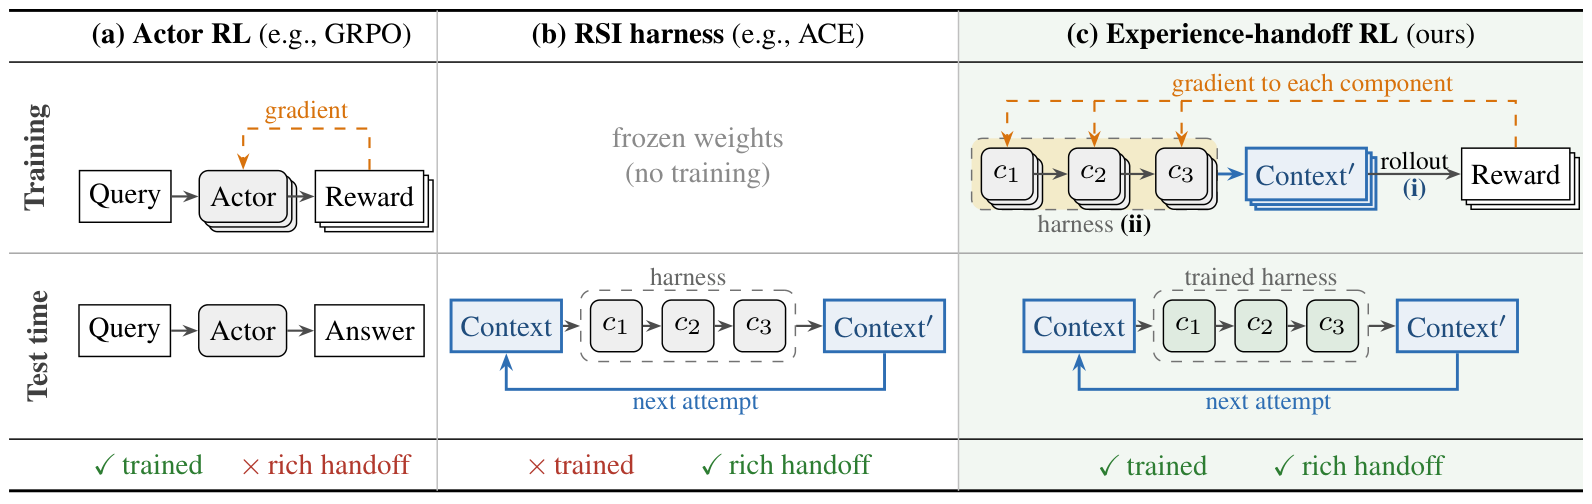 (a) Actor RL (e.g., GRPO)
(b) RSI harness (e.g., ACE)
(c) Experience-handoff RL (ours)
Training
gradient
Query
Actor
Reward
frozen weights
(no training)
gradient to each component
c1
c2
c3
Context′
rollout
(i)
Reward
harness (ii)
Test time
Query
Actor
Answer
harness
Context
c1
c2
c3
Context′
next attempt
trained harness
Context
c1
c2
c3
Context′
next attempt
✓ trained
× rich handoff
× trained
✓ rich handoff
✓ trained
✓ rich handoff